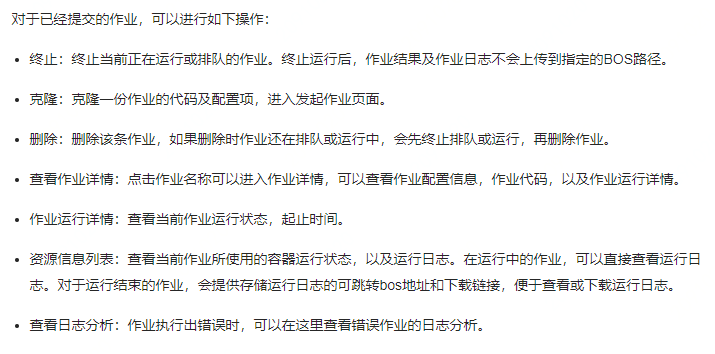 对于已经提交的作业，可以进行如下操作：
终止：终止当前正在运行或排队的作业。终止运行后，作业结果及作业日志不会上传到指定的BOS路径。
克隆：克隆一份作业的代码及配置项，进入发起作业页面。
删除：删除该条作业，如果删除时作业还在排队或运行中，会先终止排队或运行，再删除作业。
查看作业详情：点击作业名称可以进入作业详情，可以查看作业配置信息，作业代码，以及作业运行详情。
作业运行详情：查看当前作业运行状态，起止时间。
资源信息列表：查看当前作业所使用的容器运行状态，以及运行日志。在运行中的作业，可以直接查看运行日
志。对于运行结束的作业，会提供存储运行日志的可跳转bos地址和下载链接，便于查看或下载运行日志。
查看日志分析：作业执行出错误时，可以在这里查看错误作业的日志分析。